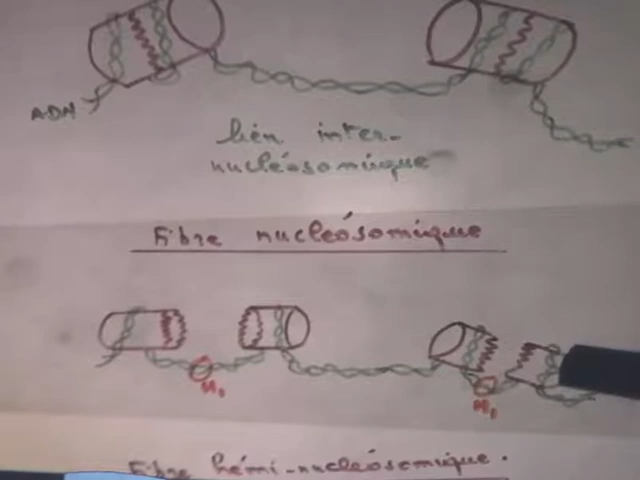 ADN
lien inter-
nucléosomique
Fibre nucléosomique
H1
H1
Fibre hémi-nucléosomique.